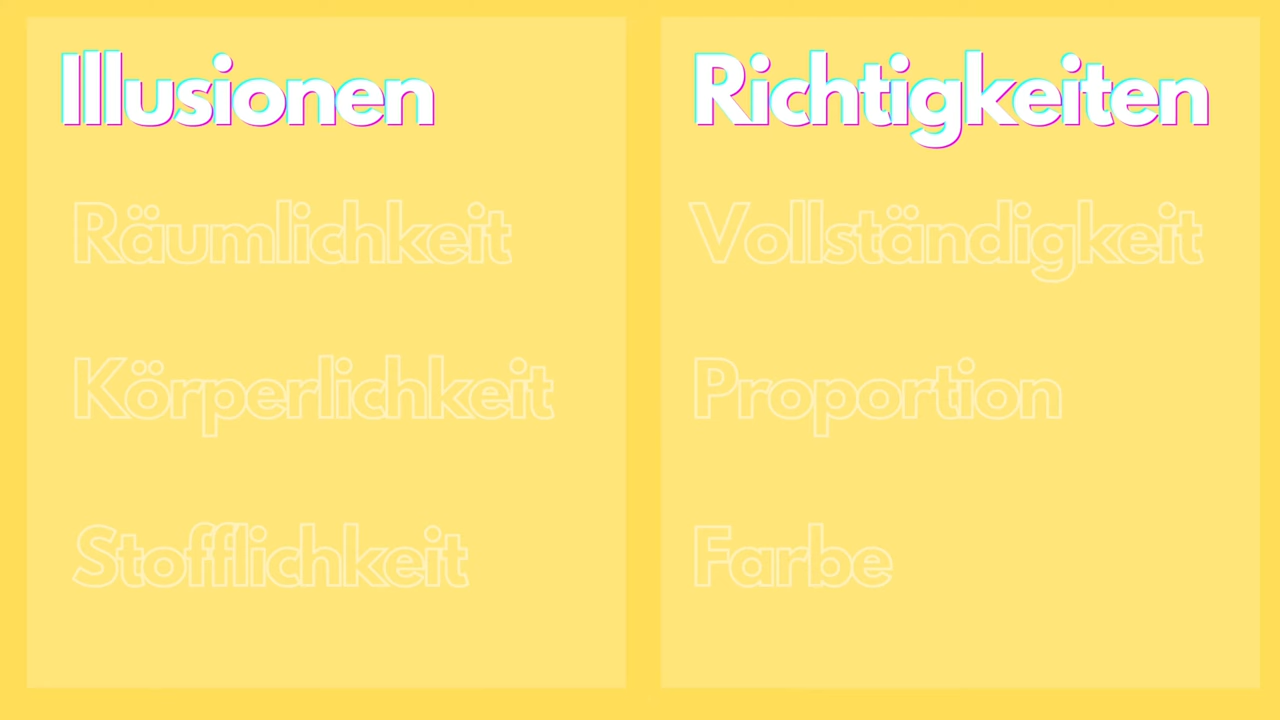 Illusionen
Räumlichkeit
Körperlichkeit
Stofflichkeit
Richtigkeiten
Vollständigkeit
Proportion
Farbe